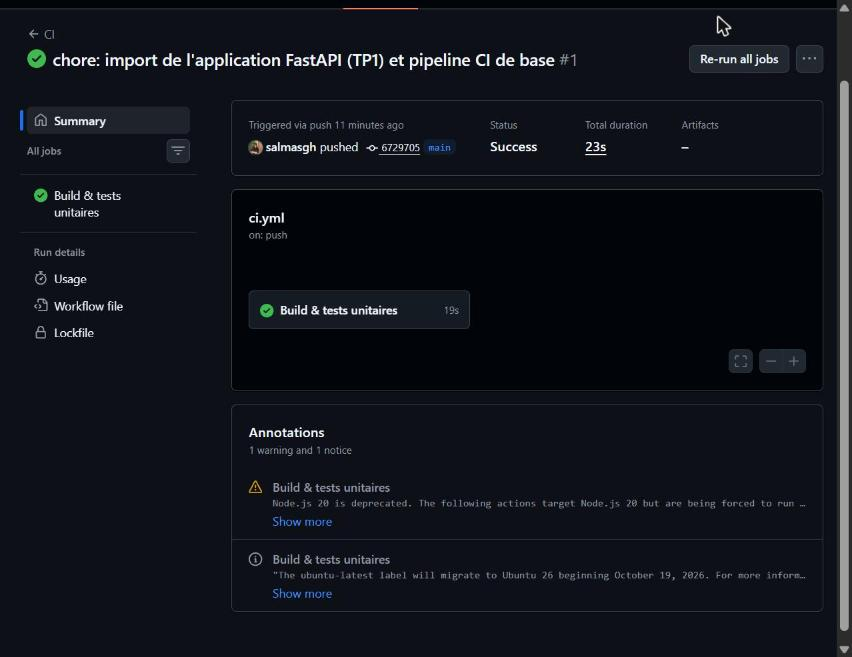 CI
chore: import de l'application FastAPI (TP1) et pipeline CI de base #1
Re-run all jobs
Summary
All jobs
Build & tests
unitaires
Run details
Usage
Workflow file
Lockfile
Triggered via push 11 minutes ago
salmasgh pushed 6729705 main
Status
Success
Total duration
23s
Artifacts
–
ci.yml
on: push
Build & tests unitaires 19s
Annotations
1 warning and 1 notice
Build & tests unitaires
Node.js 20 is deprecated. The following actions target Node.js 20 but are being forced to run …
Show more
Build & tests unitaires
"The ubuntu-latest label will migrate to Ubuntu 26 beginning October 19, 2026. For more inform…
Show more